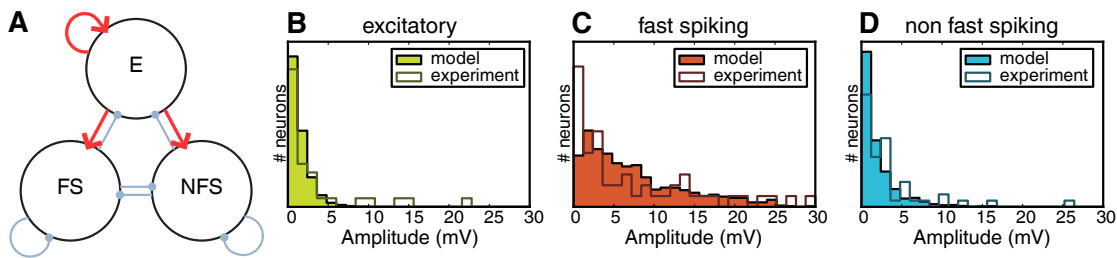 A
E
FS
NFS
B
excitatory
model
experiment
# neurons
0 5 10 15 20 25 30
Amplitude (mV)
C
fast spiking
model
experiment
# neurons
0 5 10 15 20 25 30
Amplitude (mV)
D
non fast spiking
model
experiment
# neurons
0 5 10 15 20 25 30
Amplitude (mV)